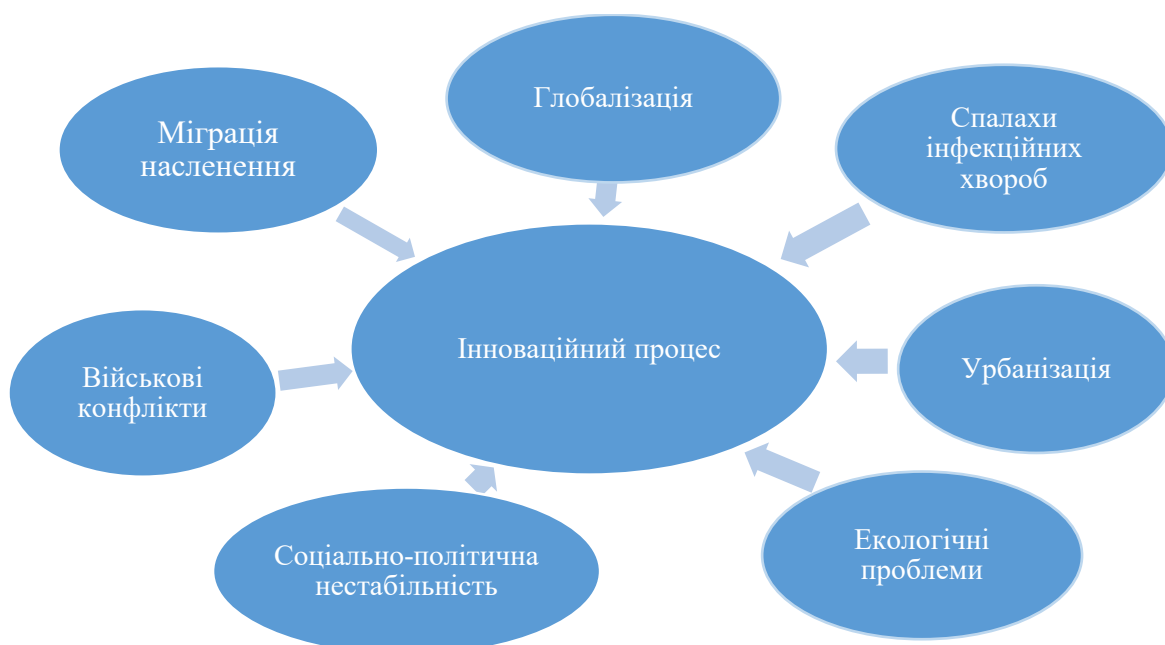 Глобалізація
Міграція
насленення
Спалахи
інфекційних
хвороб
Інноваційний процес
Військові
конфлікти
Урбанізація
Соціально-політична
нестабільність
Екологічні
проблеми